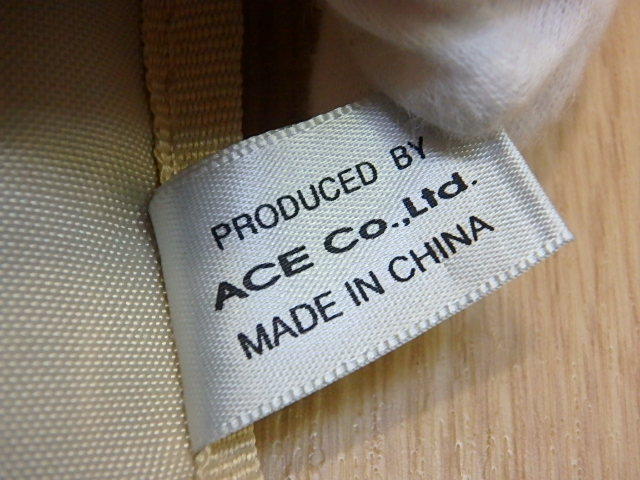 PRODUCED BY
ACE Co.,Ltd.
MADE IN CHINA